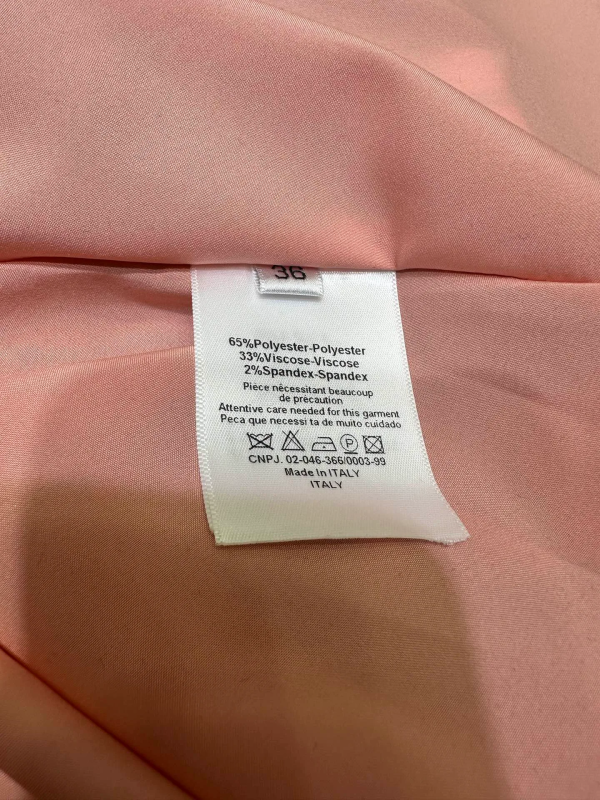 36
65%Polyester-Polyester
33%Viscose-Viscose
2%Spandex-Spandex
Pièce nécessitant beaucoup
de précaution
Attentive care needed for this garment
Peca que necessi ta de muito cuidado
P
CNPJ. 02-046-366/0003-99
Made In ITALY
ITALY